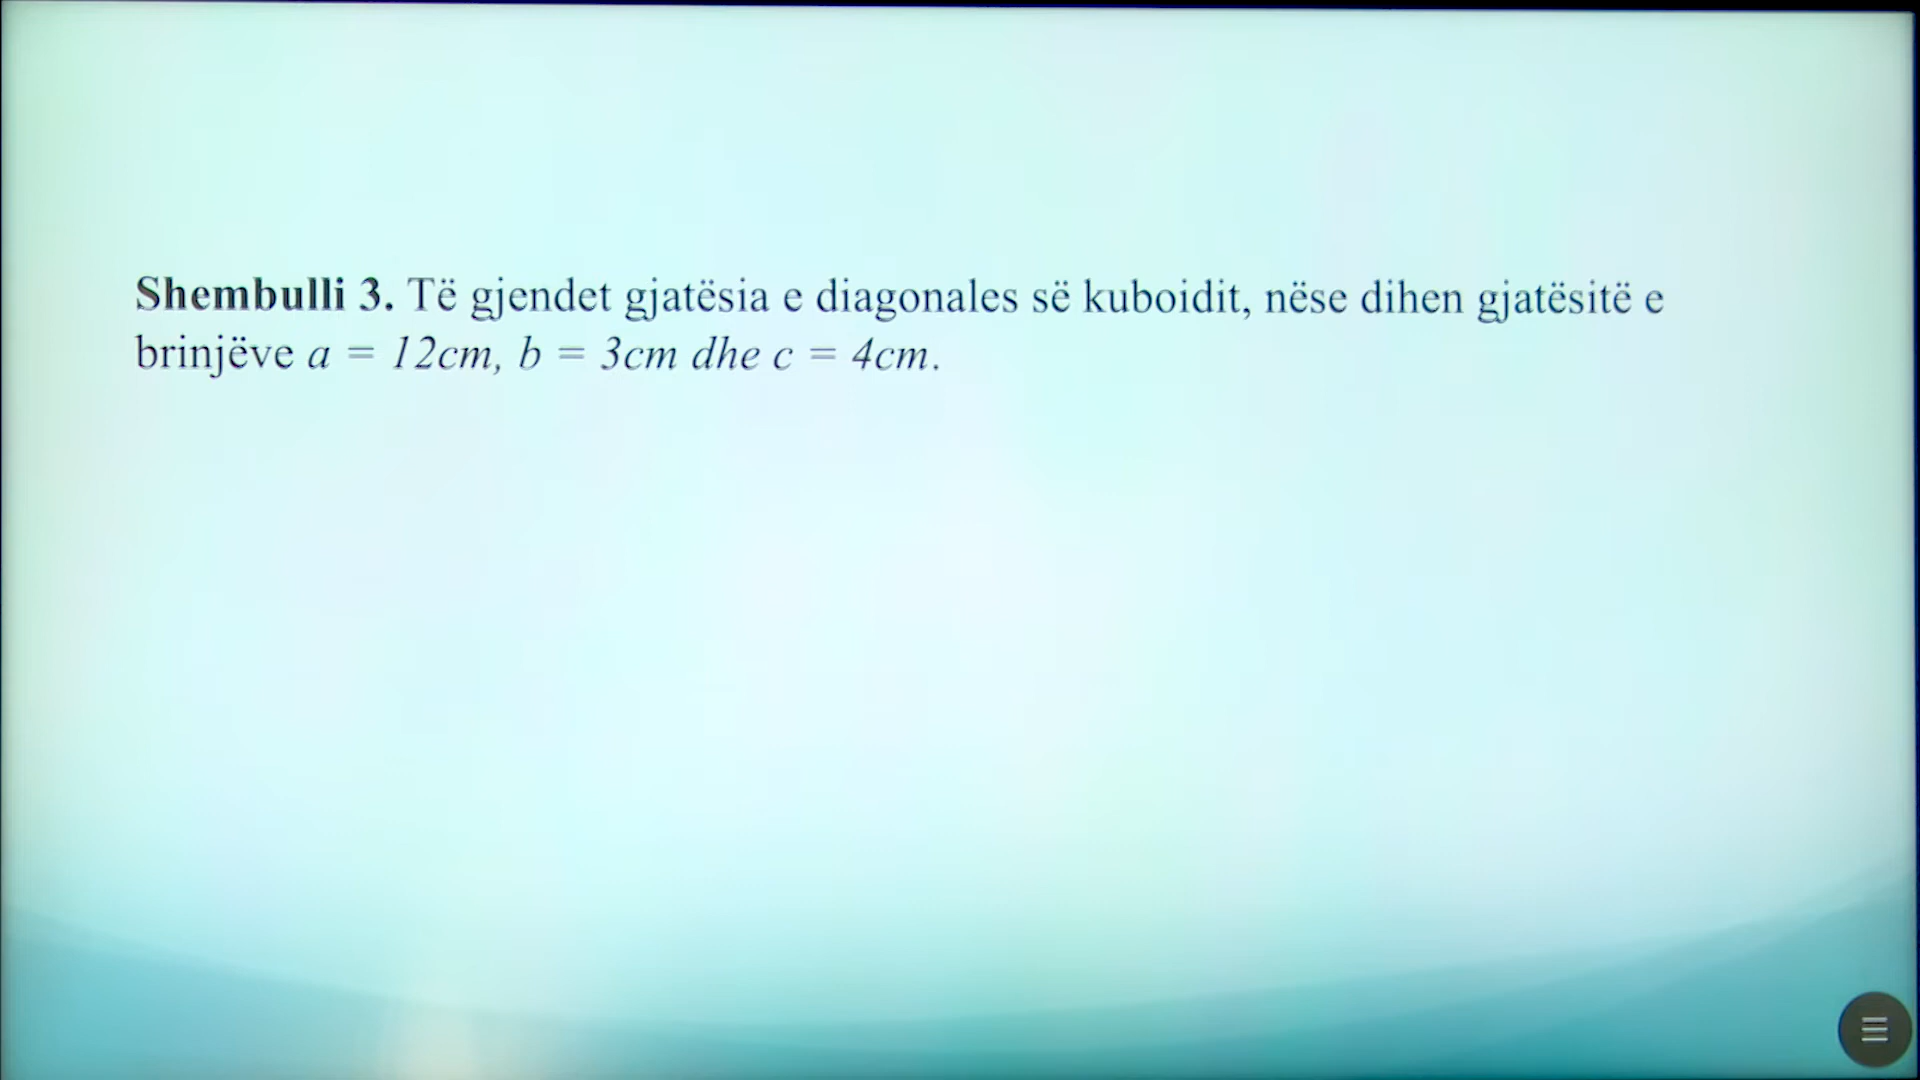 Shembulli 3. Të gjendet gjatësia e diagonales së kuboidit, nëse dihen gjatësitë e
brinjëve a = 12cm, b = 3cm dhe c = 4cm.